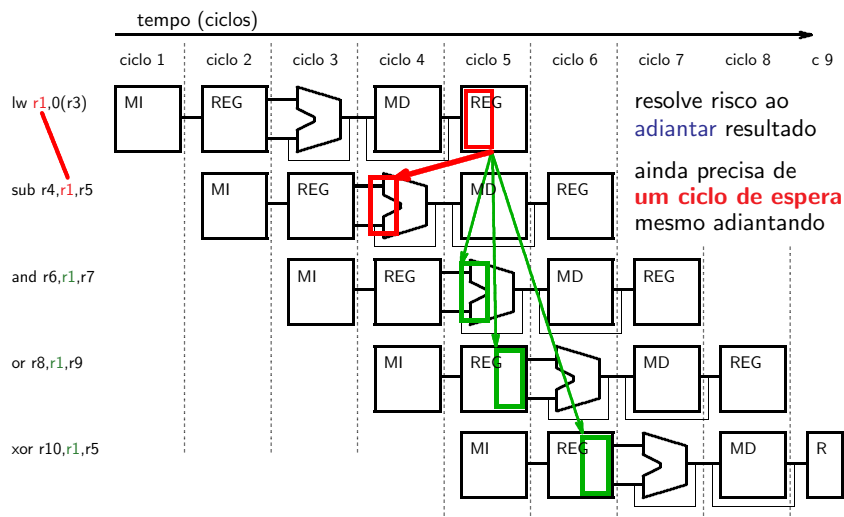 tempo (ciclos)
ciclo 1 ciclo 2 ciclo 3 ciclo 4 ciclo 5 ciclo 6 ciclo 7 ciclo 8 c 9
lw r1,0(r3) MI REG MD REG
resolve risco ao
adiantar resultado
ainda precisa de
um ciclo de espera
mesmo adiantando
sub r4,r1,r5 MI REG MD REG
and r6,r1,r7 MI REG MD REG
or r8,r1,r9 MI REG MD REG
xor r10,r1,r5 MI REG MD R